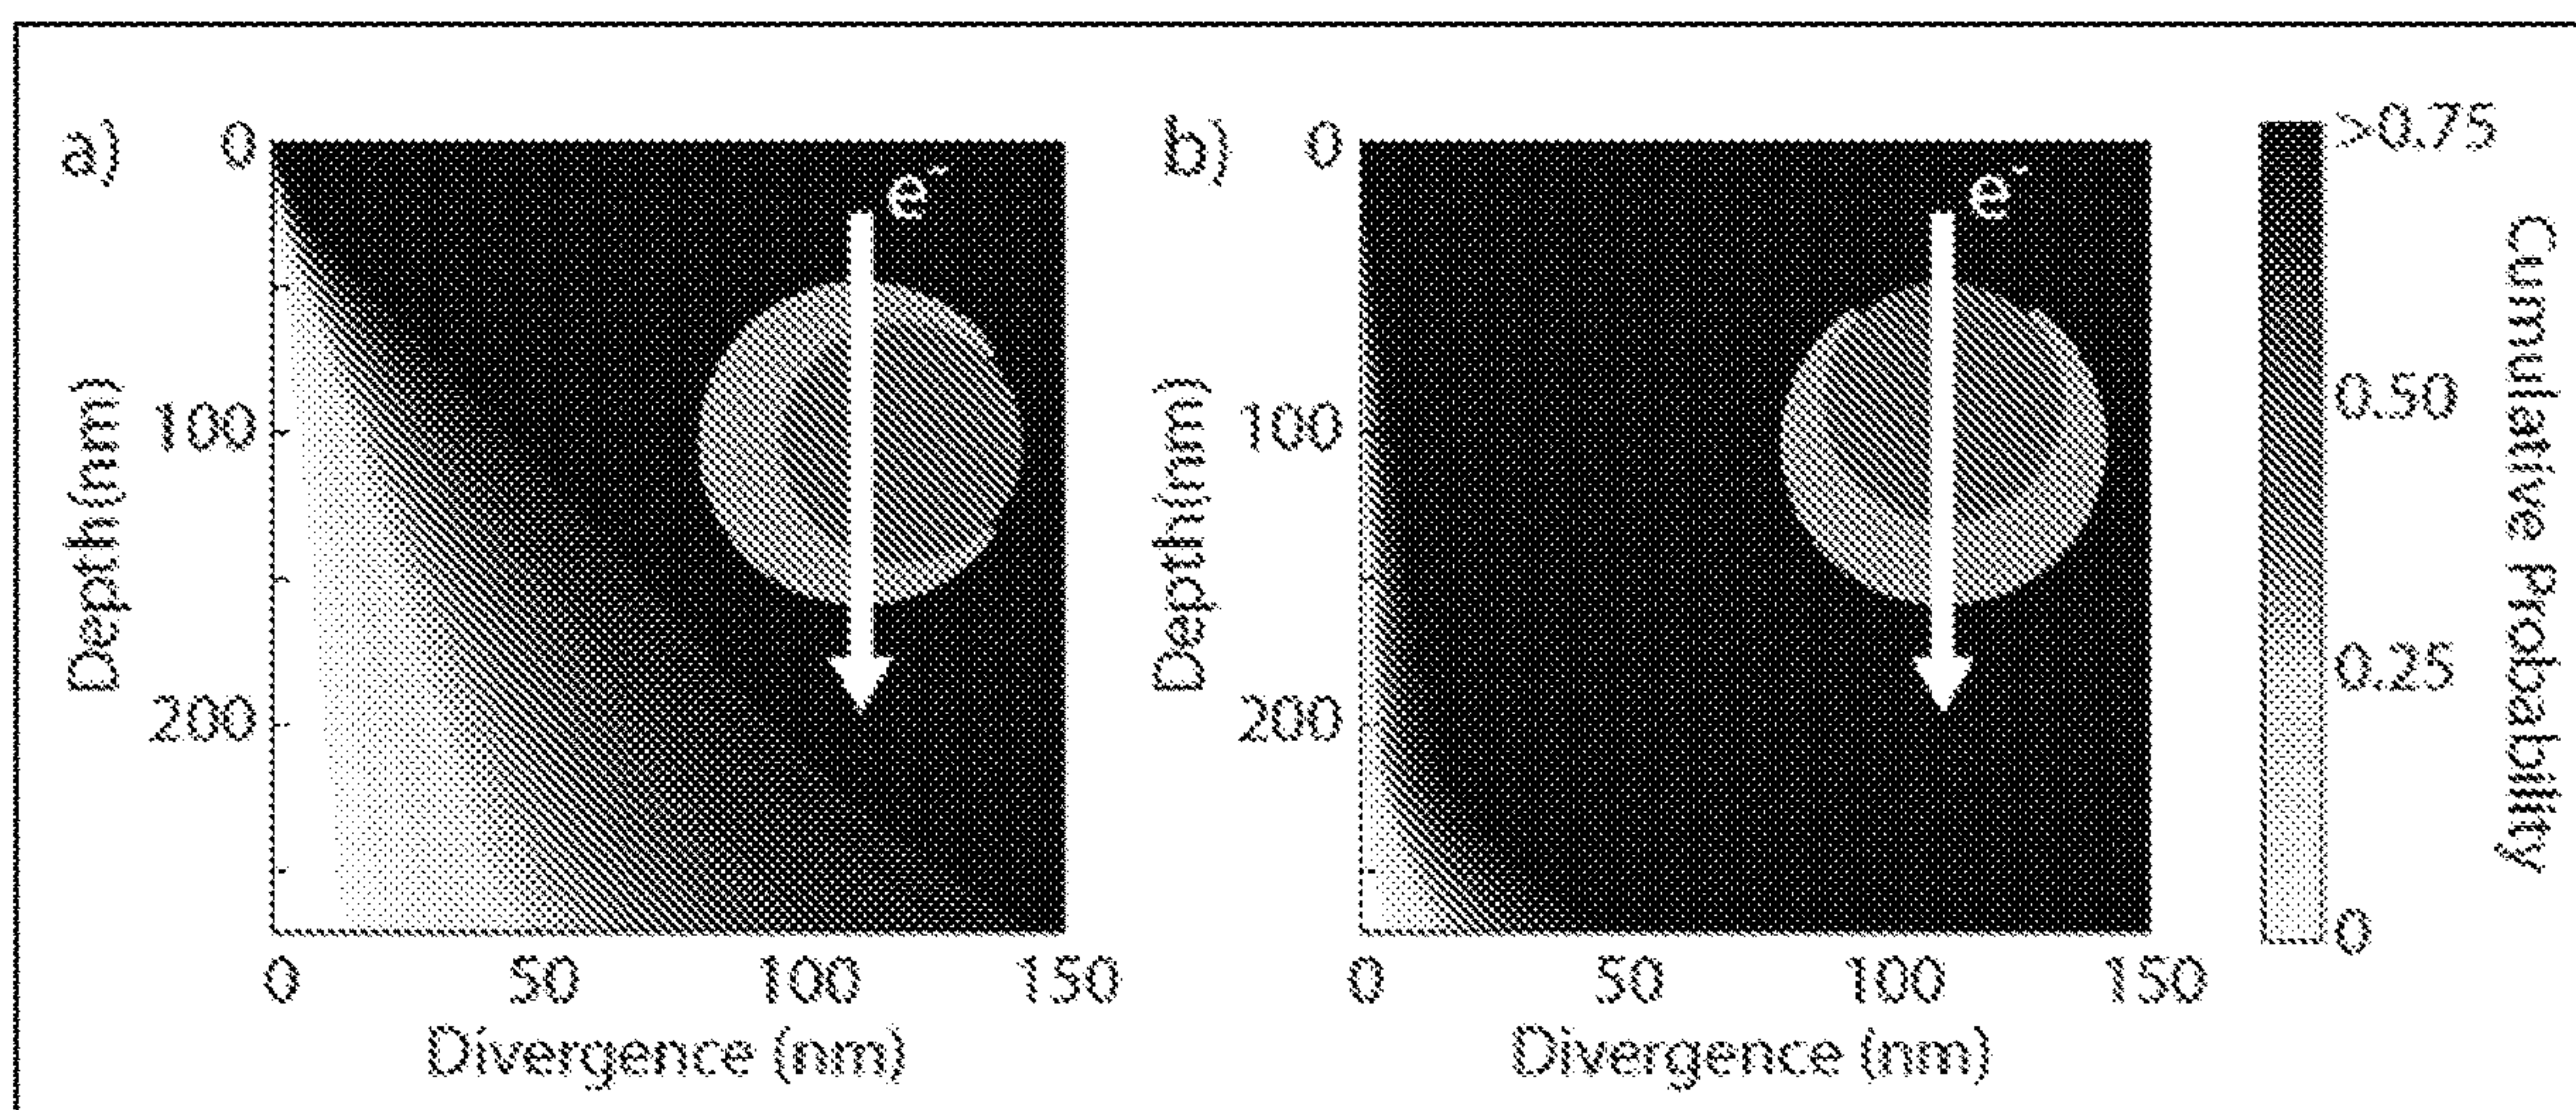 a)
0
100
200
Depth(nm)
e-
0
50
100
150
Divergence (nm)
b)
0
100
200
Depth(nm)
e-
0
50
100
150
Divergence (nm)
>0.75
0.50
0.25
0
Cumulative Probability